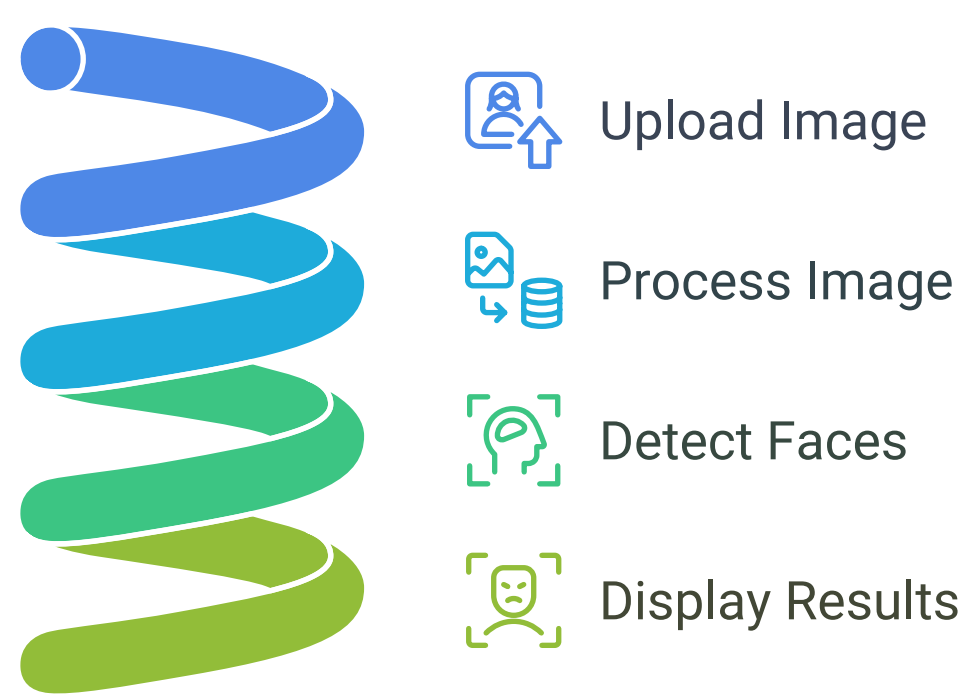 Upload Image
Process Image
Detect Faces
Display Results